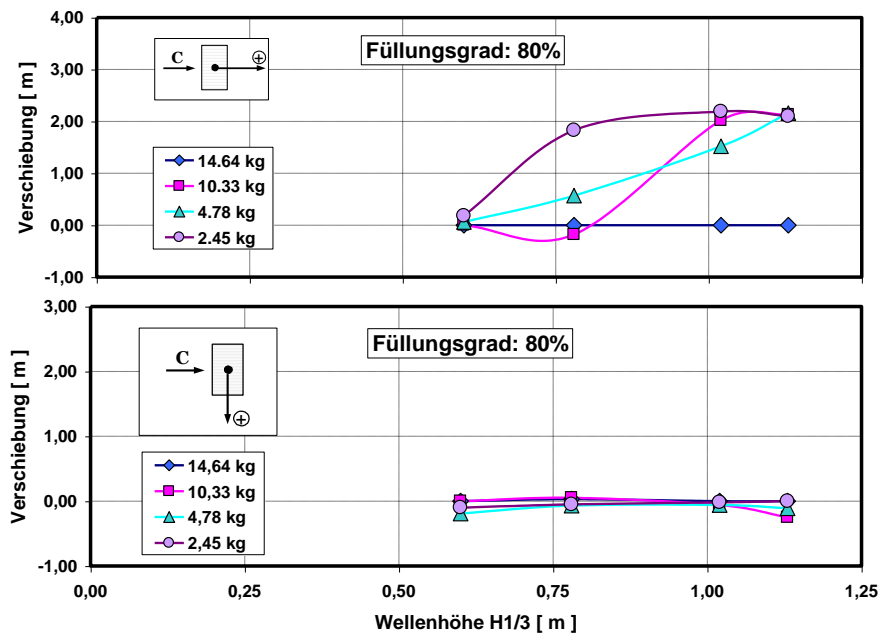 4,00
3,00
2,00
1,00
0,00
-1,00
Verschiebung [ m ]
C
+
Füllungsgrad: 80%
14.64 kg
10.33 kg
4.78 kg
2.45 kg
3,00
2,00
1,00
0,00
-1,00
Verschiebung [ m ]
C
+
Füllungsgrad: 80%
14,64 kg
10,33 kg
4,78 kg
2,45 kg
0,00 0,25 0,50 0,75 1,00 1,25
Wellenhöhe H1/3 [ m ]